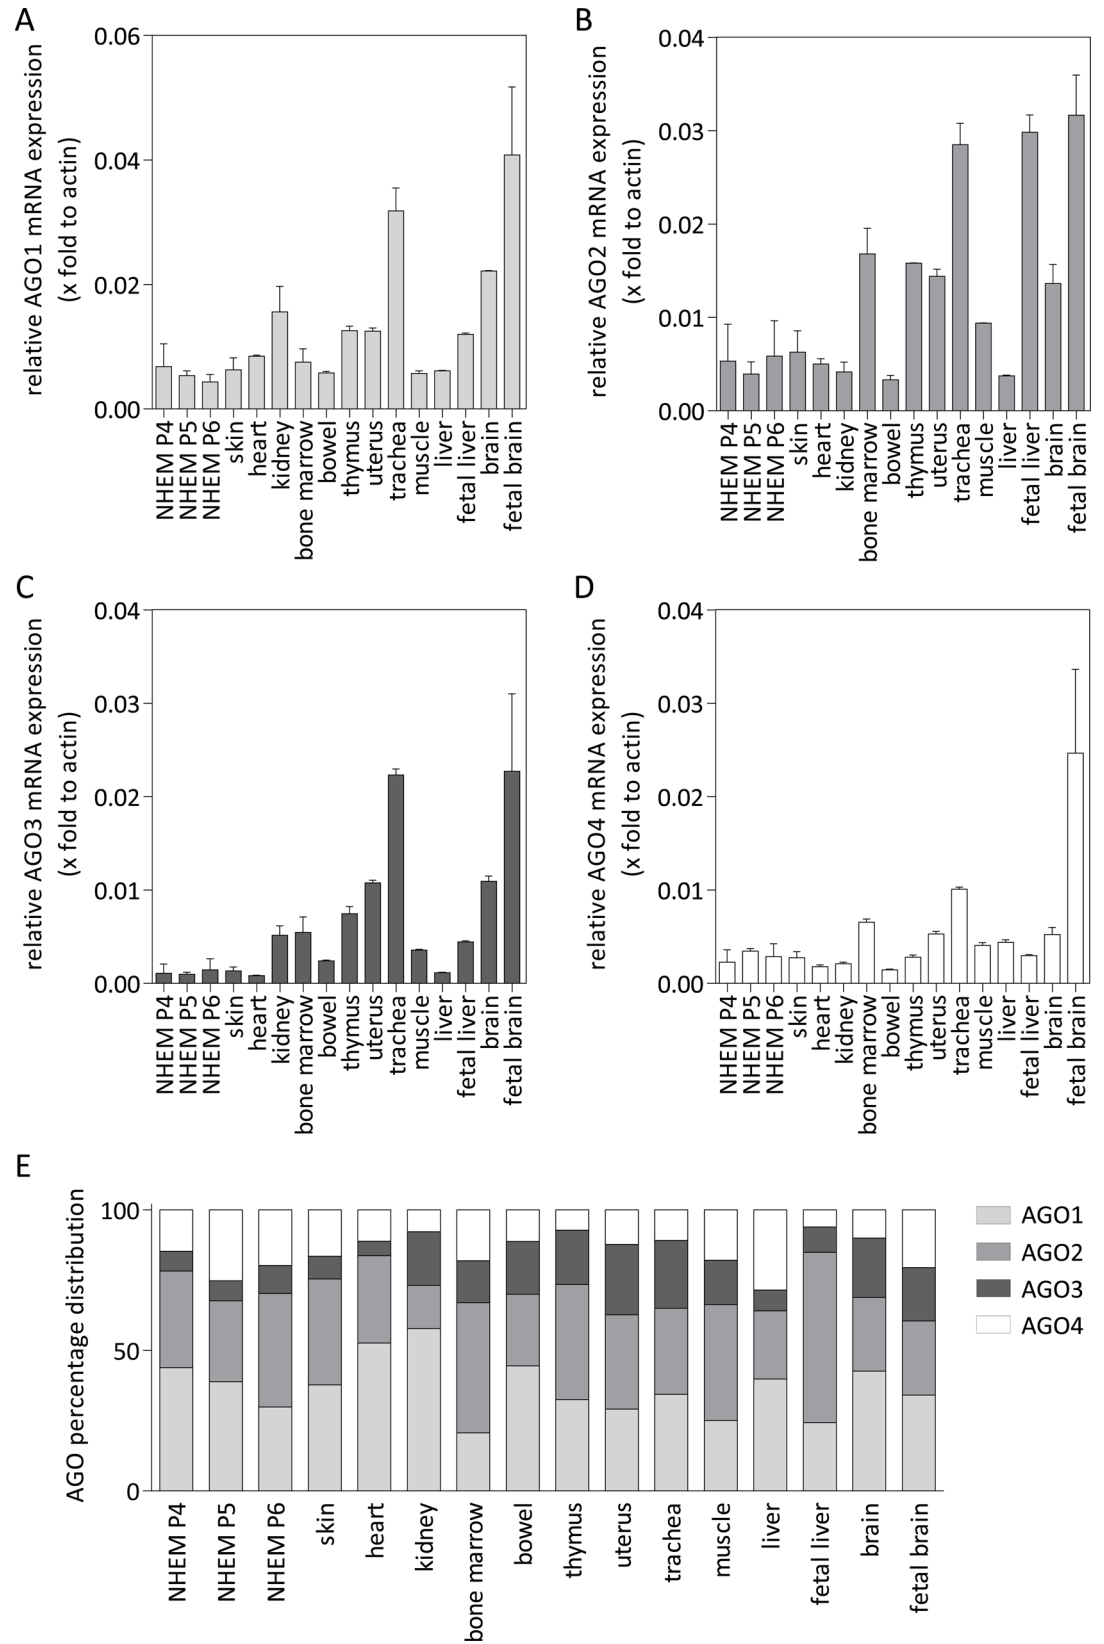 A
relative AGO1 mRNA expression
(x fold to actin)
0.06
0.04
0.02
0.00
NHEM P4
NHEM P5
NHEM P6
skin
heart
kidney
bone marrow
bowel
thymus
uterus
trachea
muscle
liver
fetal liver
brain
fetal brain
B
relative AGO2 mRNA expression
(x fold to actin)
0.04
0.03
0.02
0.01
0.00
NHEM P4
NHEM P5
NHEM P6
skin
heart
kidney
bone marrow
bowel
thymus
uterus
trachea
muscle
liver
fetal liver
brain
fetal brain
C
relative AGO3 mRNA expression
(x fold to actin)
0.04
0.03
0.02
0.01
0.00
NHEM P4
NHEM P5
NHEM P6
skin
heart
kidney
bone marrow
bowel
thymus
uterus
trachea
muscle
liver
fetal liver
brain
fetal brain
D
relative AGO4 mRNA expression
(x fold to actin)
0.04
0.03
0.02
0.01
0.00
NHEM P4
NHEM P5
NHEM P6
skin
heart
kidney
bone marrow
bowel
thymus
uterus
trachea
muscle
liver
fetal liver
brain
fetal brain
E
AGO percentage distribution
100
50
0
NHEM P4
NHEM P5
NHEM P6
skin
heart
kidney
bone marrow
bowel
thymus
uterus
trachea
muscle
liver
fetal liver
brain
fetal brain
AGO1
AGO2
AGO3
AGO4